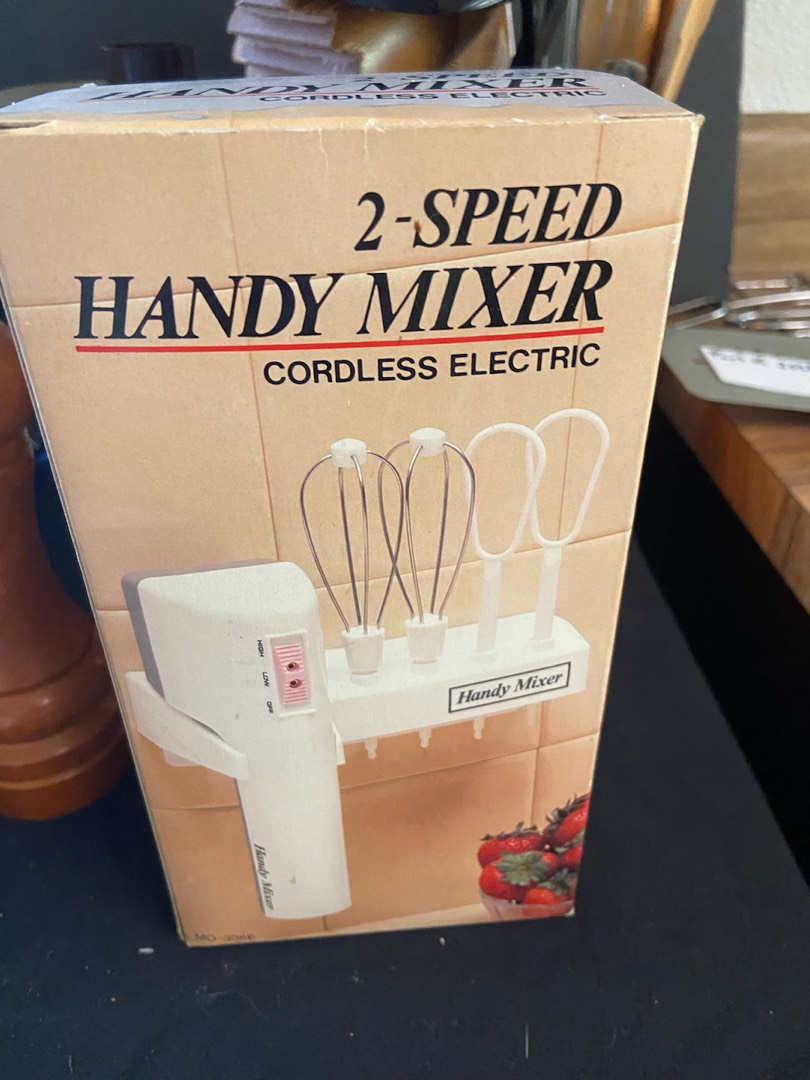 2-SPEED
HANDY MIXER
CORDLESS ELECTRIC
2-SPEED
HANDY MIXER
CORDLESS ELECTRIC
HIGH
LOW
OFF
Handy Mixer
Handy Mixer